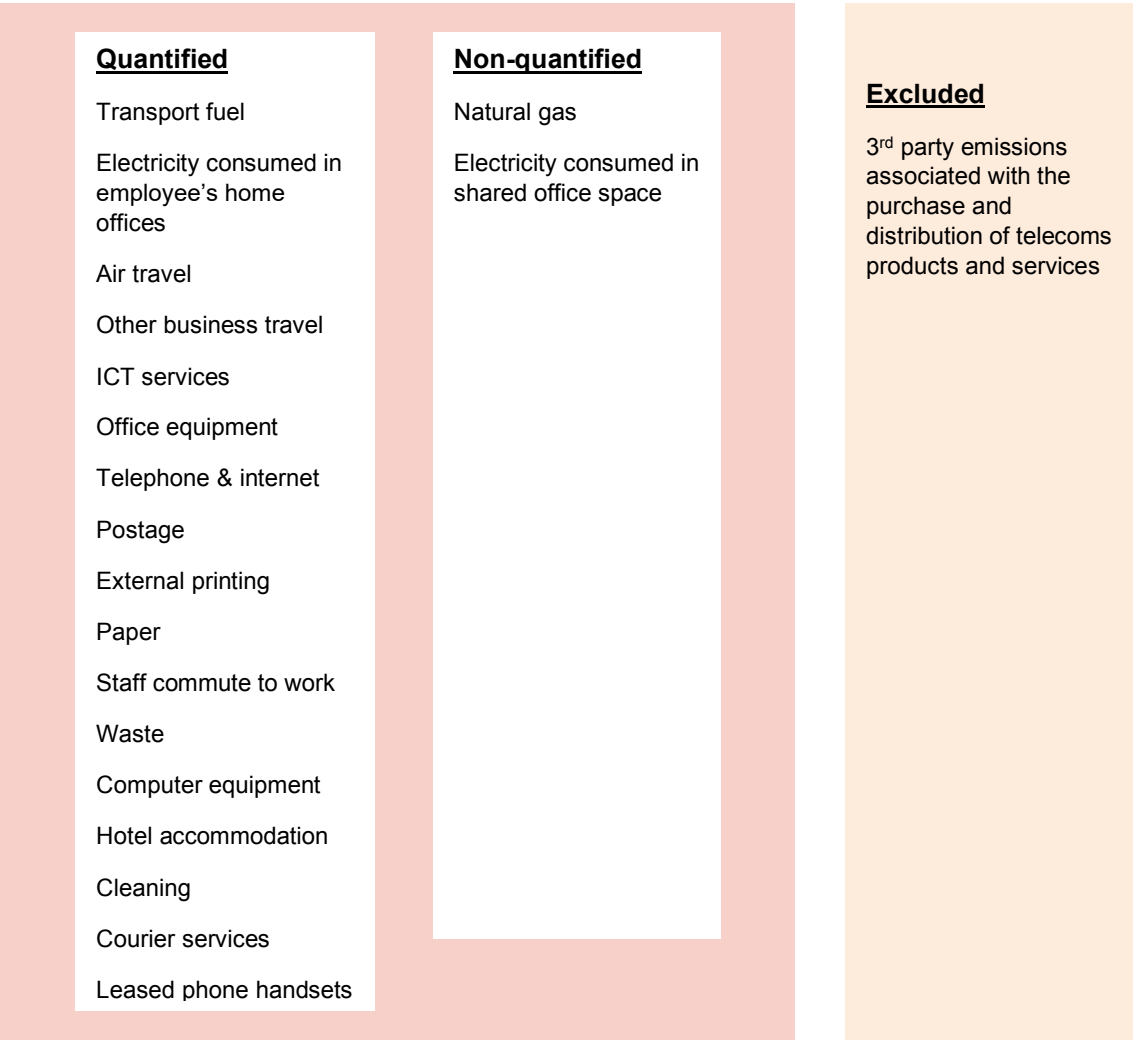 Quantified
Transport fuel
Electricity consumed in
employee’s home
offices
Air travel
Other business travel
ICT services
Office equipment
Telephone & internet
Postage
External printing
Paper
Staff commute to work
Waste
Computer equipment
Hotel accommodation
Cleaning
Courier services
Leased phone handsets
Non-quantified
Natural gas
Electricity consumed in
shared office space
Excluded
3rd party emissions
associated with the
purchase and
distribution of telecoms
products and services